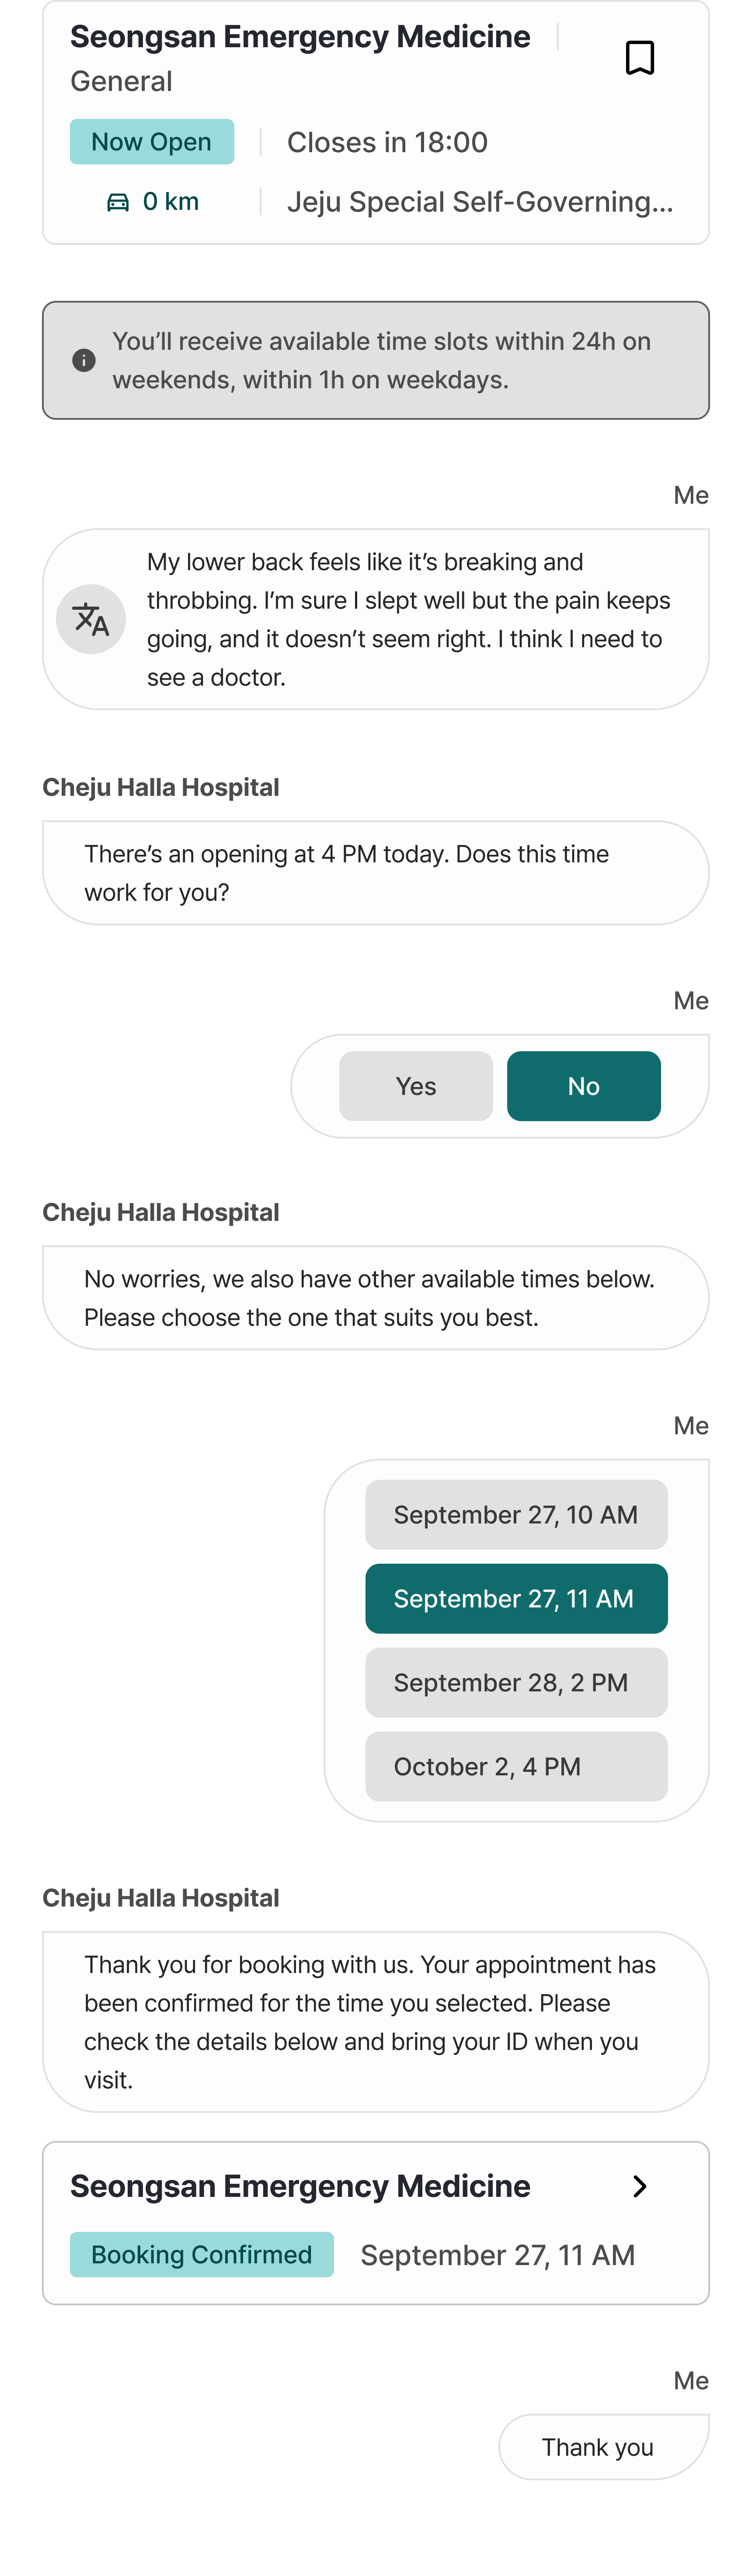 Seongsan Emergency Medicine
General
Now Open
Closes in 18:00
0 km
Jeju Special Self-Governing...
You’ll receive available time slots within 24h on
weekends, within 1h on weekdays.
Me
My lower back feels like it’s breaking and
throbbing. I’m sure I slept well but the pain keeps
going, and it doesn’t seem right. I think I need to
see a doctor.
Cheju Halla Hospital
There’s an opening at 4 PM today. Does this time
work for you?
Me
Yes
No
Cheju Halla Hospital
No worries, we also have other available times below.
Please choose the one that suits you best.
Me
September 27, 10 AM
September 27, 11 AM
September 28, 2 PM
October 2, 4 PM
Cheju Halla Hospital
Thank you for booking with us. Your appointment has
been confirmed for the time you selected. Please
check the details below and bring your ID when you
visit.
Seongsan Emergency Medicine
Booking Confirmed
September 27, 11 AM
Me
Thank you